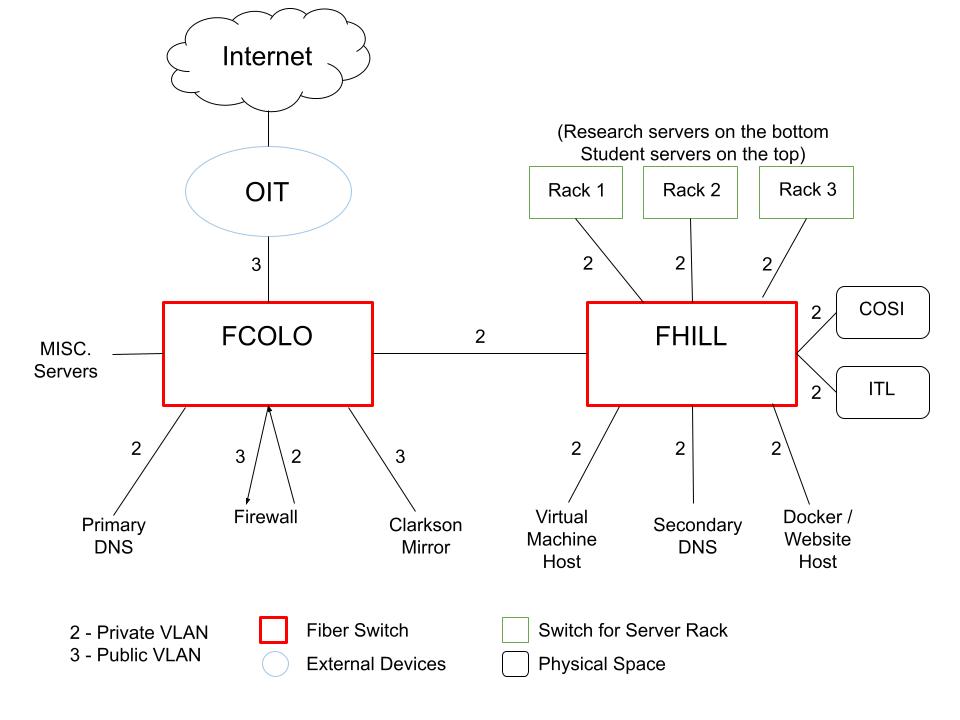 Internet
OIT
(Research servers on the bottom
Student servers on the top)
Rack 1
Rack 2
Rack 3
3
2
2
2
FCOLO
FHILL
2
COSI
2
ITL
2
MISC.
Servers
2
3
2
3
2
2
2
Primary
DNS
Firewall
Clarkson
Mirror
Virtual
Machine
Host
Secondary
DNS
Docker /
Website
Host
2 - Private VLAN
3 - Public VLAN
Fiber Switch
External Devices
Switch for Server Rack
Physical Space